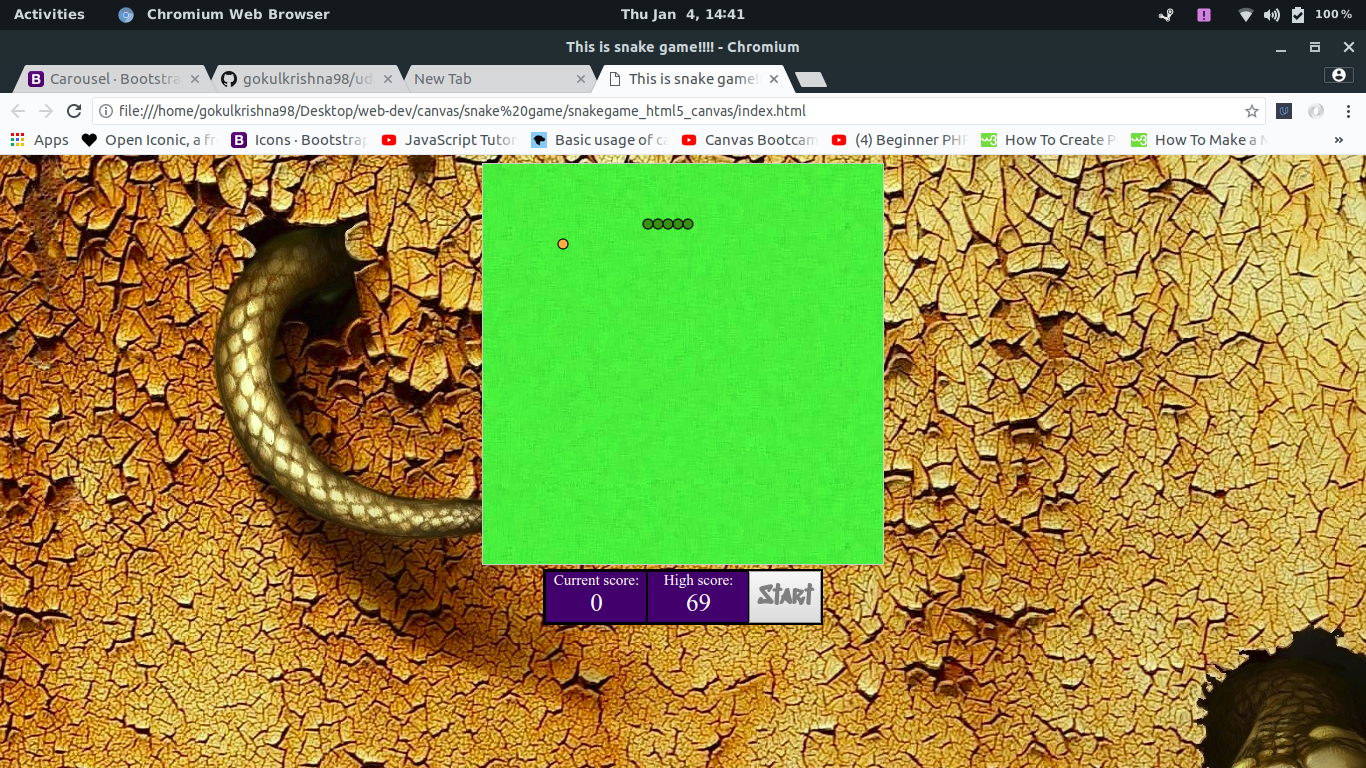 Activities Chromium Web Browser Thu Jan 4, 14:41 100 %
This is snake game!!!! - Chromium
Carousel · Bootstra gokulkrishna98/ud New Tab This is snake game!
file:///home/gokulkrishna98/Desktop/web-dev/canvas/snake%20game/snakegame_html5_canvas/index.html
Apps Open Iconic, a fr Icons · Bootstrap JavaScript Tutor Basic usage of ca Canvas Bootcam (4) Beginner PHP How To Create P How To Make a N »
Current score: High score: START
0 69